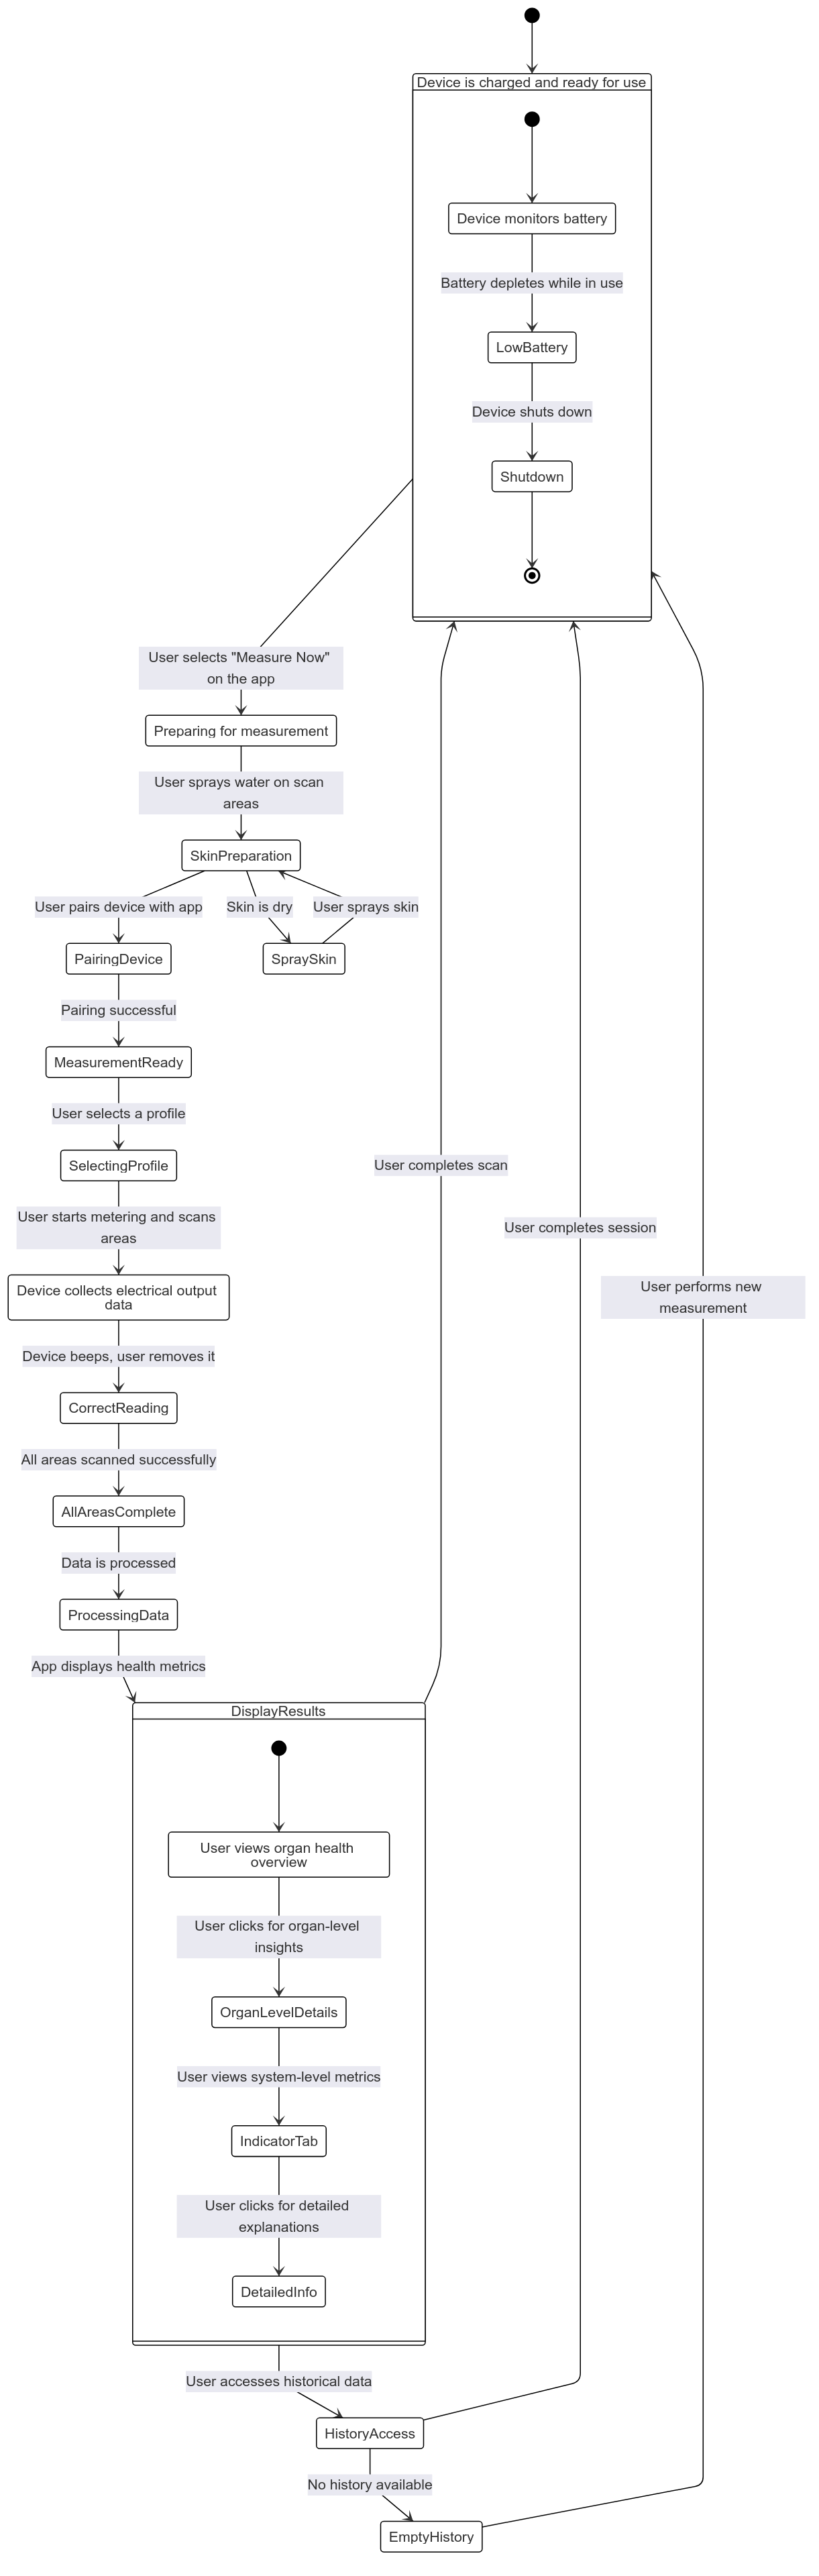 Device is charged and ready for use
Device monitors battery
Battery depletes while in use
LowBattery
Device shuts down
Shutdown
User selects "Measure Now"
on the app
Preparing for measurement
User sprays water on scan
areas
SkinPreparation
User pairs device with app
Skin is dry
User sprays skin
PairingDevice
SpraySkin
Pairing successful
MeasurementReady
User selects a profile
SelectingProfile
User completes scan
User starts metering and scans
areas
User completes session
Device collects electrical output
data
User performs new
measurement
Device beeps, user removes it
CorrectReading
All areas scanned successfully
AllAreasComplete
Data is processed
ProcessingData
App displays health metrics
DisplayResults
User views organ health
overview
User clicks for organ-level
insights
OrganLevelDetails
User views system-level metrics
IndicatorTab
User clicks for detailed
explanations
DetailedInfo
User accesses historical data
HistoryAccess
No history available
EmptyHistory